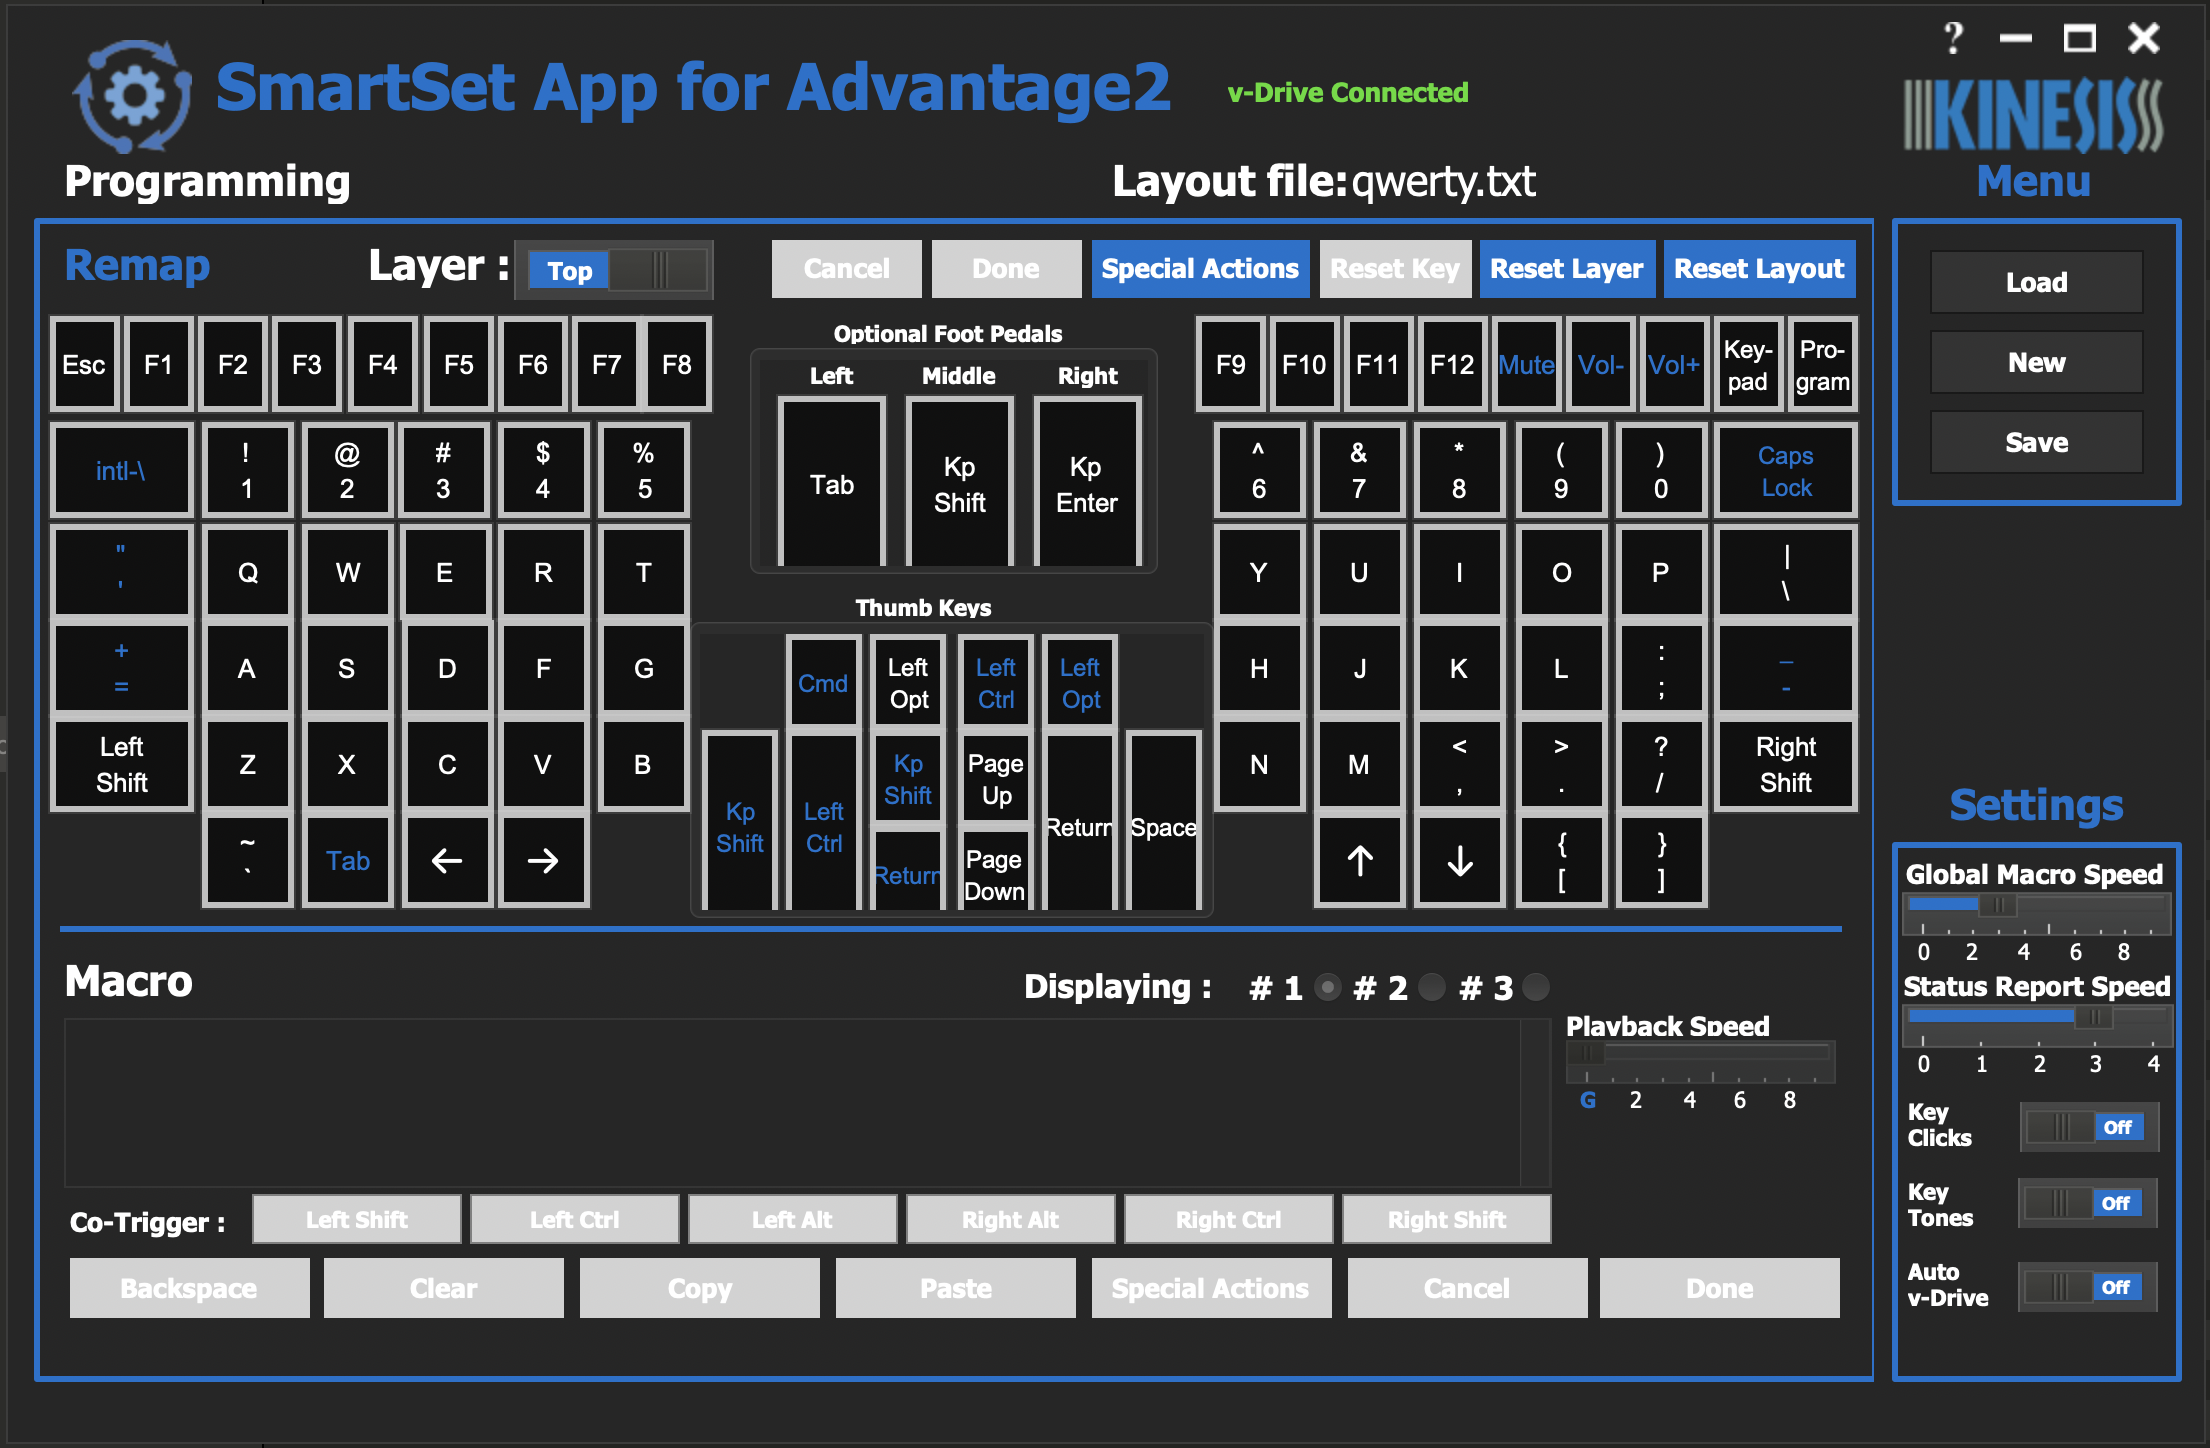 ?
SmartSet App for Advantage2
v-Drive Connected
KINESIS
Programming
Layout file: qwerty.txt
Menu
Remap
Layer :
Top
Cancel
Done
Special Actions
Reset Key
Reset Layer
Reset Layout
Load
New
Save
Esc F1 F2 F3 F4 F5 F6 F7 F8
Optional Foot Pedals
Left Middle Right
Tab
Kp
Shift
Kp
Enter
F9 F10 F11 F12 Mute Vol- Vol+
Key-
pad
Pro-
gram
intl-\
! @ # $ %
1 2 3 4 5
^ & * ( )
6 7 8 9 0
Caps
Lock
"
'
Q W E R T
Y U I O P
|
\
Thumb Keys
+
=
A S D F G
Cmd
Left
Opt
Left
Ctrl
Left
Opt
H J K L
:
;
_
-
Left
Shift
Z X C V B
Kp
Shift
Left
Ctrl
Kp
Shift
Return
Page
Up
Page
Down
Return
Space
N M
< > ?
, . /
Right
Shift
~
`
Tab ← →
↑ ↓
{ }
[ ]
Settings
Global Macro Speed
0 2 4 6 8
Status Report Speed
0 1 2 3 4
Key
Clicks
Off
Key
Tones
Off
Auto
v-Drive
Off
Macro
Displaying : # 1 # 2 # 3
Playback Speed
G 2 4 6 8
Co-Trigger :
Left Shift
Left Ctrl
Left Alt
Right Alt
Right Ctrl
Right Shift
Backspace
Clear
Copy
Paste
Special Actions
Cancel
Done